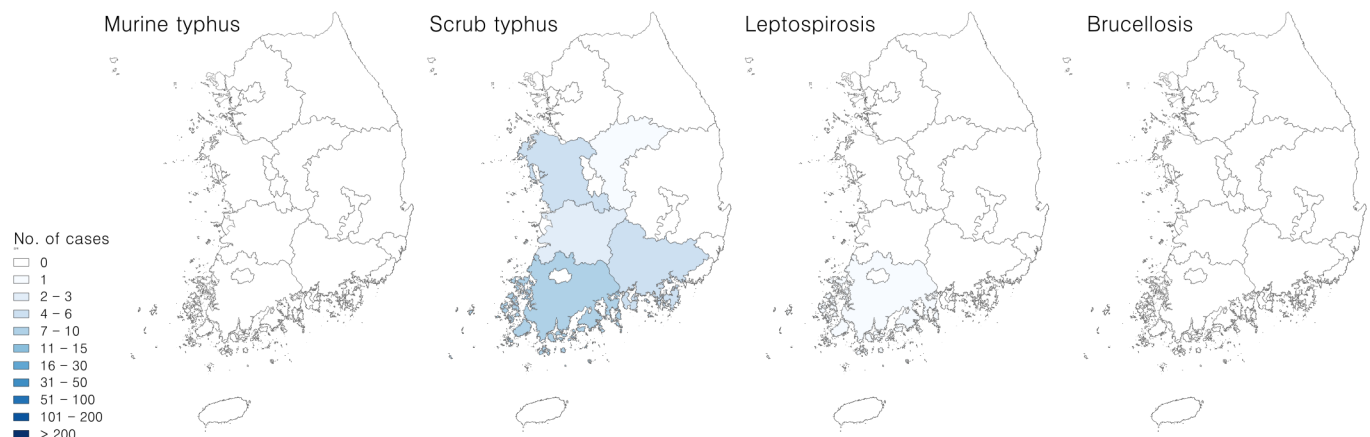 Murine typhus
Scrub typhus
Leptospirosis
Brucellosis
No. of cases
0
1
2 – 3
4 – 6
7 – 10
11 – 15
16 – 30
31 – 50
51 – 100
101 – 200
> 200